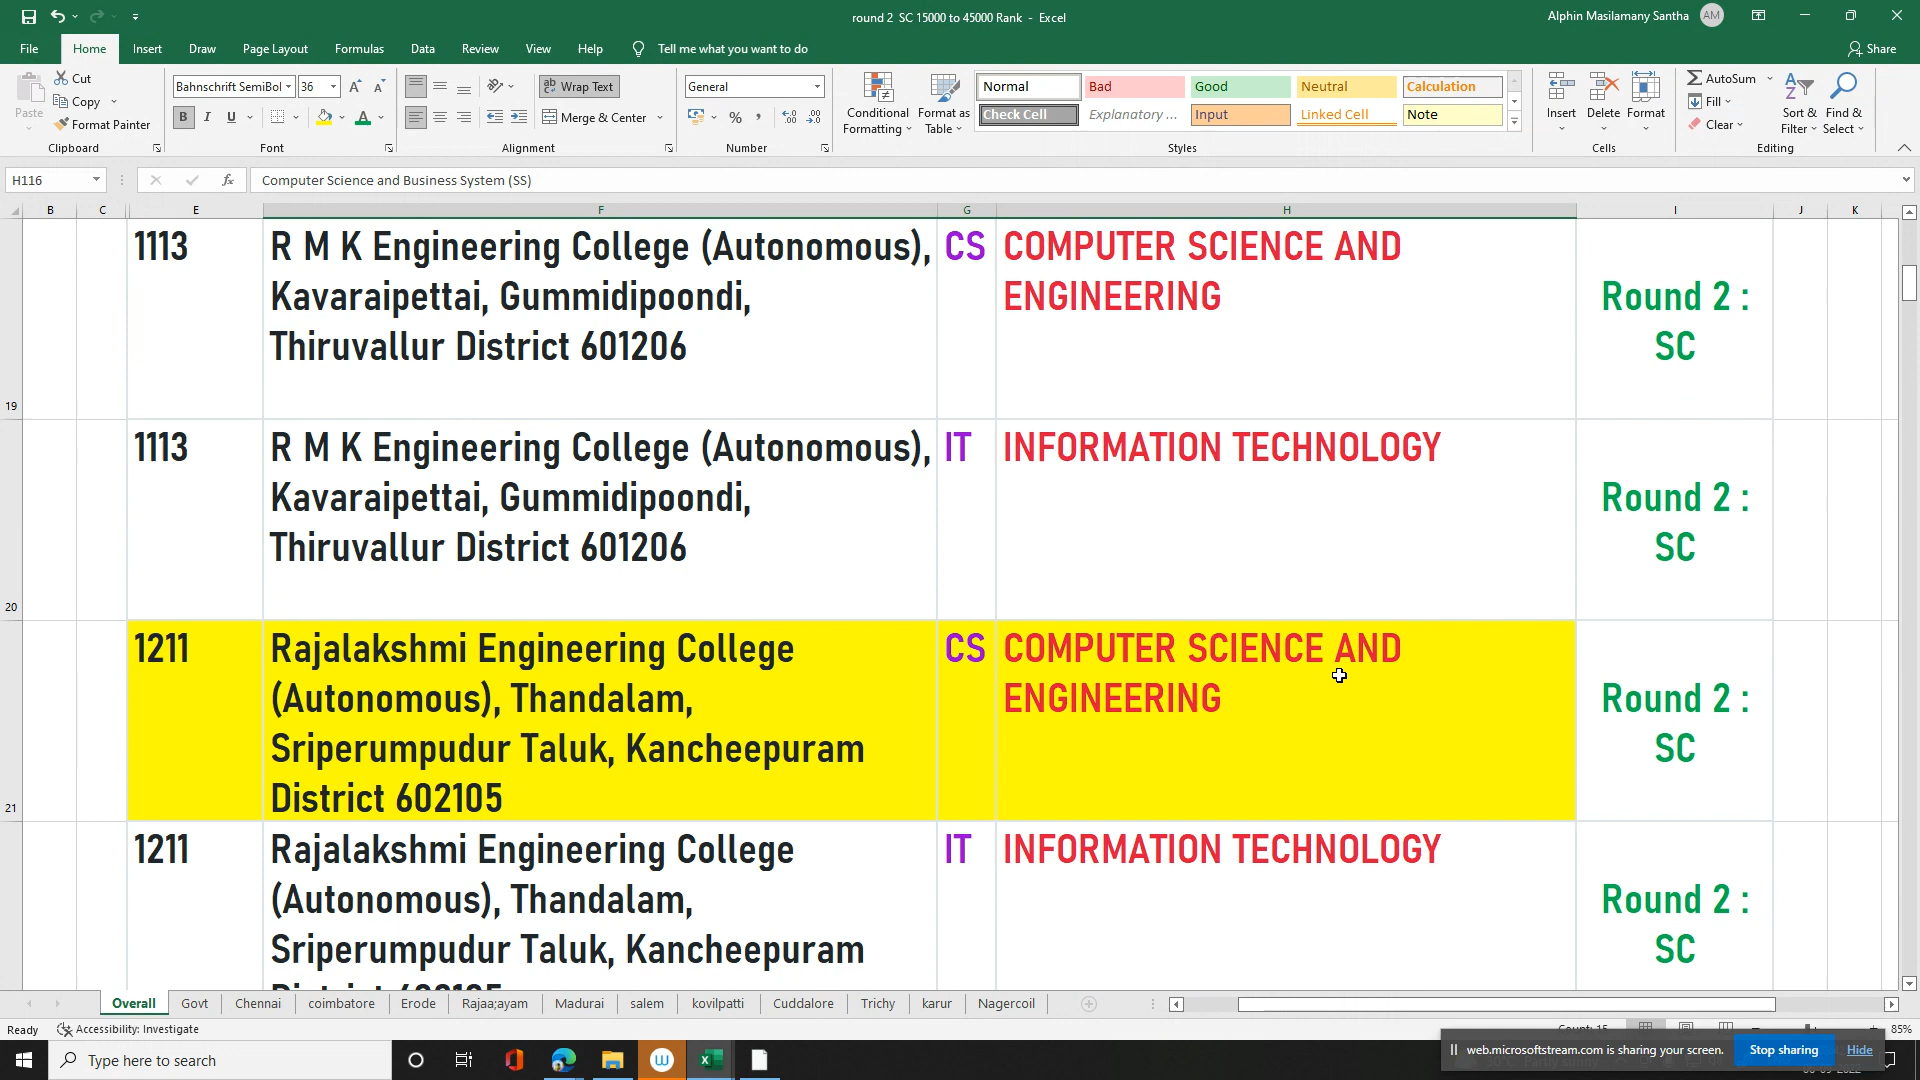 round 2 SC 15000 to 45000 Rank - Excel
Alphin Masilamany Santha AM
File Home Insert Draw Page Layout Formulas Data Review View Help Tell me what you want to do Share
Paste Cut Copy Format Painter Clipboard
Bahnschrift SemiBol 36 A A B I U A Font
ab Wrap Text Merge & Center Alignment
General % , Number
Conditional Formatting
Format as Table
Normal Bad Good Neutral Calculation
Check Cell Explanatory ... Input Linked Cell Note
Styles
Insert Delete Format Cells
AutoSum Fill Clear Sort & Filter Find & Select Editing
H116 fx Computer Science and Business System (SS)
B C E F G H I J K
19 1113 R M K Engineering College (Autonomous), CS COMPUTER SCIENCE AND
Kavaraipettai, Gummidipoondi, ENGINEERING Round 2 :
Thiruvallur District 601206 SC
20 1113 R M K Engineering College (Autonomous), IT INFORMATION TECHNOLOGY
Kavaraipettai, Gummidipoondi, Round 2 :
Thiruvallur District 601206 SC
21 1211 Rajalakshmi Engineering College CS COMPUTER SCIENCE AND
(Autonomous), Thandalam, ENGINEERING Round 2 :
Sriperumpudur Taluk, Kancheepuram SC
District 602105
1211 Rajalakshmi Engineering College IT INFORMATION TECHNOLOGY
(Autonomous), Thandalam, Round 2 :
Sriperumpudur Taluk, Kancheepuram SC
Overall Govt Chennai coimbatore Erode Rajaa;ayam Madurai salem kovilpatti Cuddalore Trichy karur Nagercoil
Ready Accessibility: Investigate 85%
Type here to search
web.microsoftstream.com is sharing your screen. Stop sharing Hide